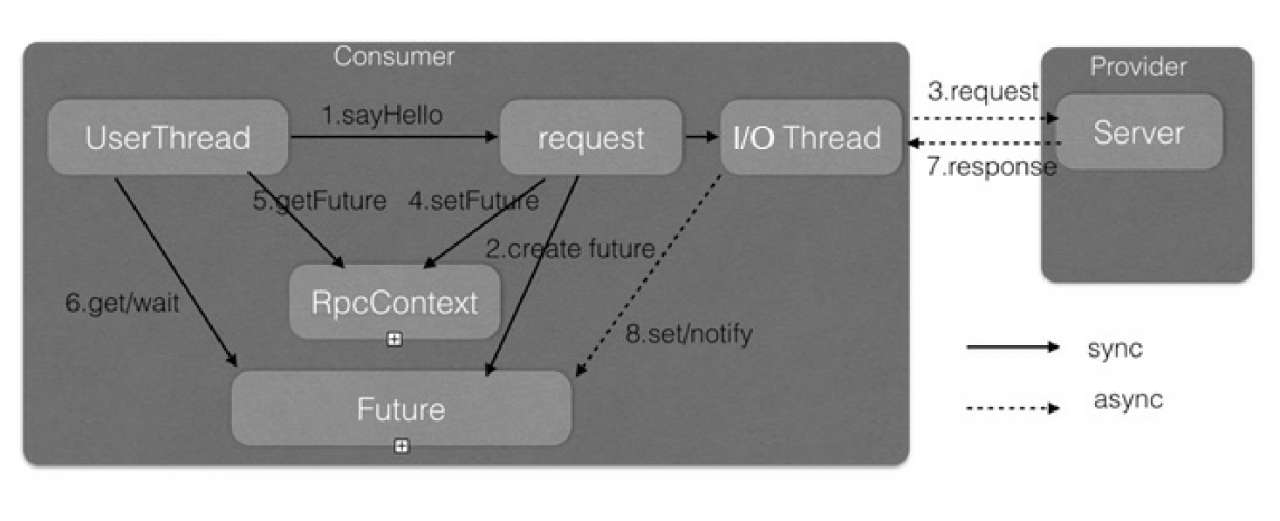 Consumer
Provider
1.sayHello
3.request
UserThread
request
I/O Thread
Server
7.response
5.getFuture
4.setFuture
2.create future
6.get/wait
RpcContext
8.set/notify
sync
Future
async